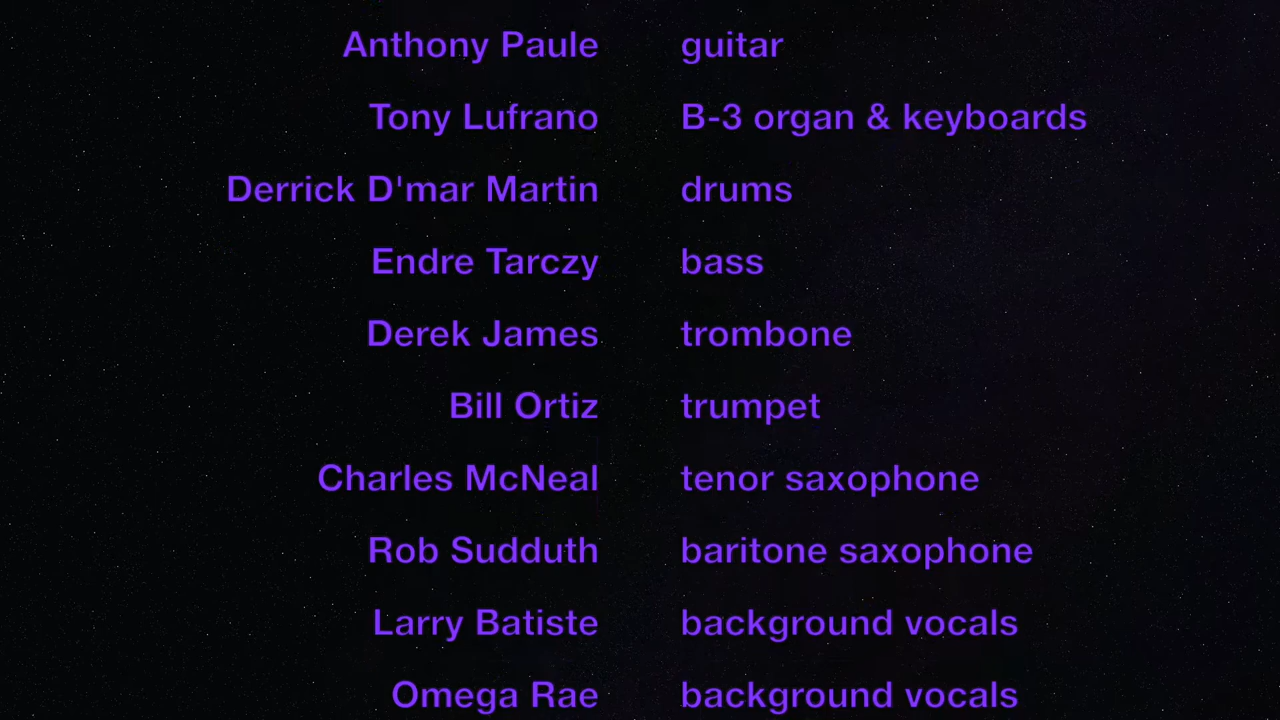 Anthony Paule guitar
Tony Lufrano B-3 organ & keyboards
Derrick D'mar Martin drums
Endre Tarczy bass
Derek James trombone
Bill Ortiz trumpet
Charles McNeal tenor saxophone
Rob Sudduth baritone saxophone
Larry Batiste background vocals
Omega Rae background vocals